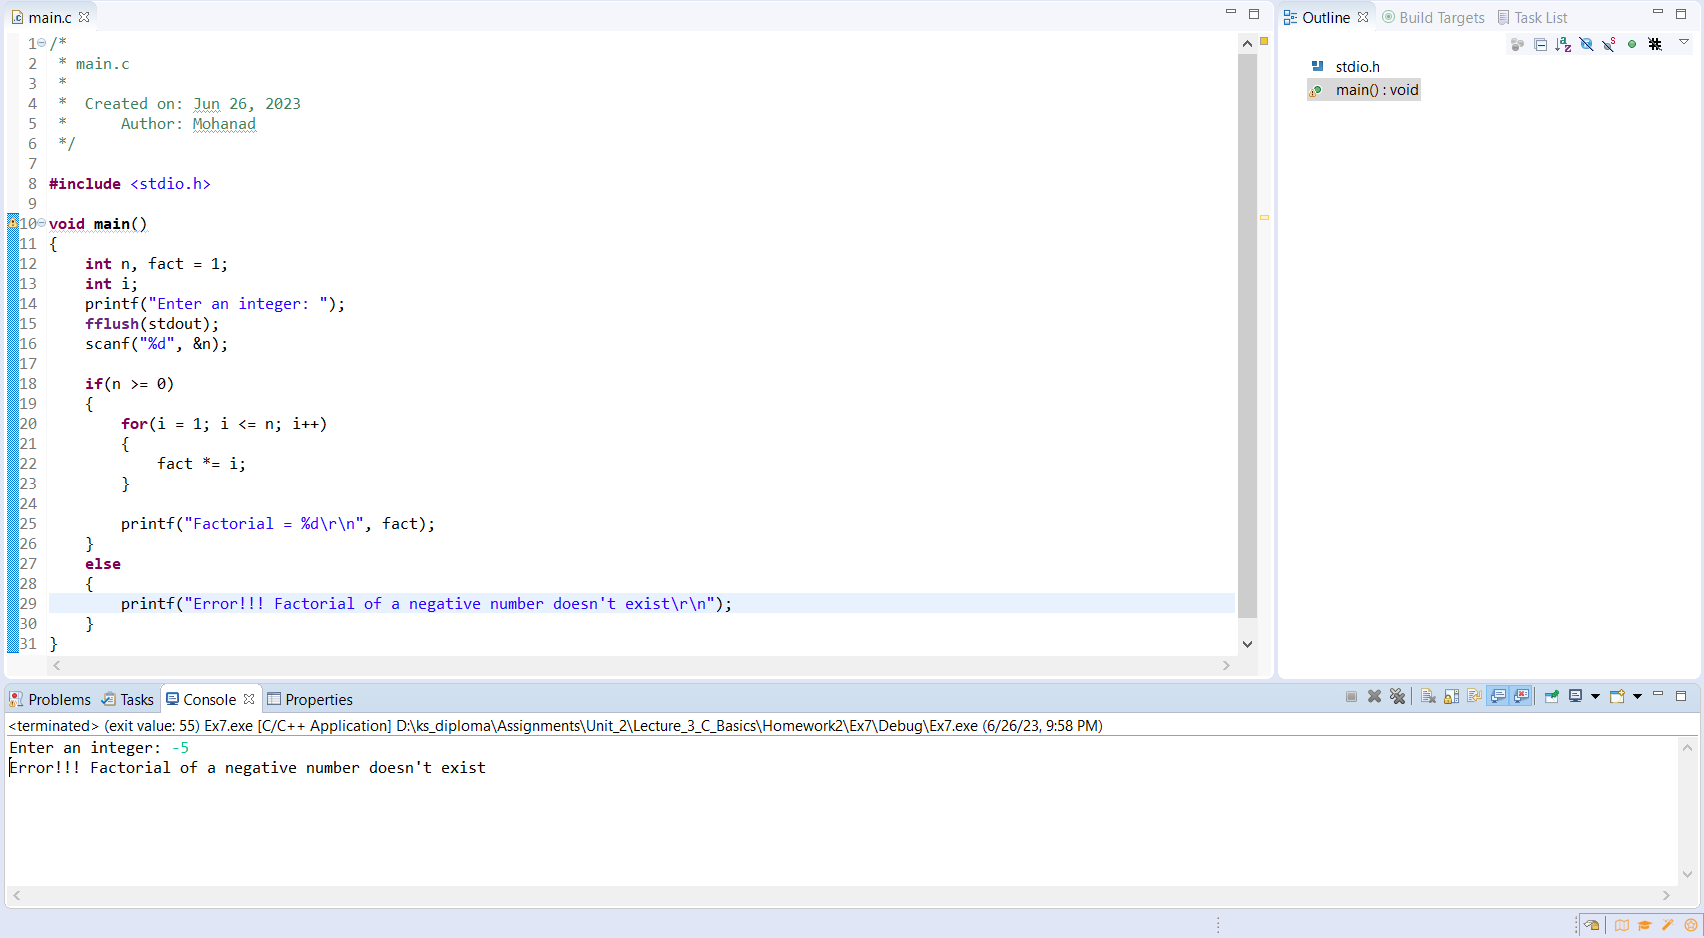 main.c
1 /*
2  * main.c
3  *
4  *  Created on: Jun 26, 2023
5  *      Author: Mohanad
6  */
7
8 #include <stdio.h>
9
10 void main()
11 {
12     int n, fact = 1;
13     int i;
14     printf("Enter an integer: ");
15     fflush(stdout);
16     scanf("%d", &n);
17
18     if(n >= 0)
19     {
20         for(i = 1; i <= n; i++)
21         {
22             fact *= i;
23         }
24
25         printf("Factorial = %d\r\n", fact);
26     }
27     else
28     {
29         printf("Error!!! Factorial of a negative number doesn't exist\r\n");
30     }
31 }
Outline Build Targets Task List
stdio.h
main() : void
Problems Tasks Console Properties
<terminated> (exit value: 55) Ex7.exe [C/C++ Application] D:\ks_diploma\Assignments\Unit_2\Lecture_3_C_Basics\Homework2\Ex7\Debug\Ex7.exe (6/26/23, 9:58 PM)
Enter an integer: -5
Error!!! Factorial of a negative number doesn't exist